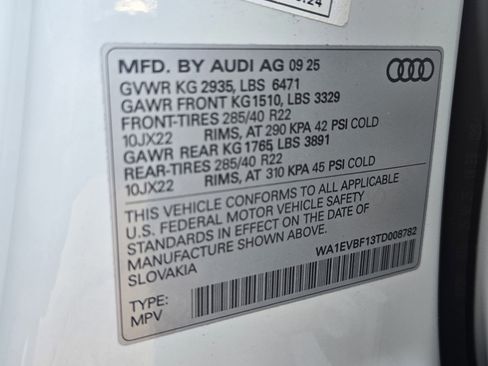 :24
MFD. BY AUDI AG 09 25
GVWR KG 2935, LBS 6471
GAWR FRONT KG1510, LBS 3329
FRONT-TIRES 285/40 R22
10JX22 RIMS, AT 290 KPA 42 PSI COLD
GAWR REAR KG 1765, LBS 3891
REAR-TIRES 285/40 R22
10JX22 RIMS, AT 310 KPA 45 PSI COLD
THIS VEHICLE CONFORMS TO ALL APPLICABLE
U.S. FEDERAL MOTOR VEHICLE SAFETY
STANDARDS IN EFFECT ON THE DATE OF
MANUFACTURE SHOWN ABOVE.
SLOVAKIA
WA1EVBF13TD008782
TYPE:
MPV